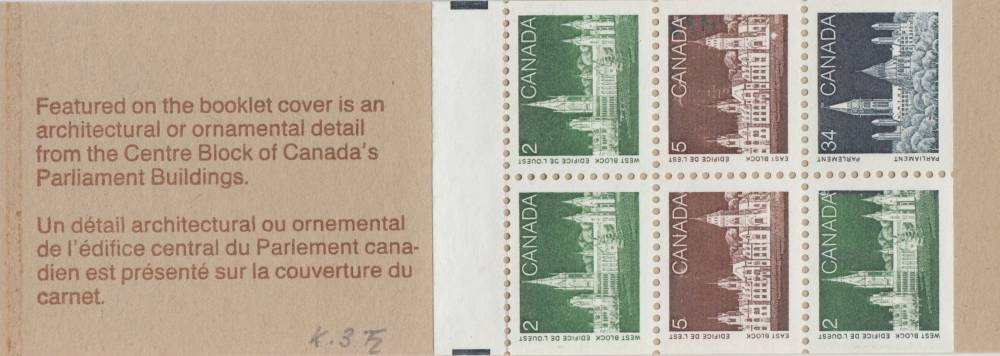 Featured on the booklet cover is an
architectural or ornamental detail
from the Centre Block of Canada's
Parliament Buildings.
Un détail architectural ou ornemental
de l'édifice central du Parlement cana-
dien est présenté sur la couverture du
carnet.
CANADA
2
WEST BLOCK ÉDIFICE DE L'OUEST
CANADA
5
EAST BLOCK ÉDIFICE DE L'EST
CANADA
34
PARLIAMENT PARLEMENT
CANADA
2
WEST BLOCK ÉDIFICE DE L'OUEST
CANADA
5
EAST BLOCK ÉDIFICE DE L'EST
CANADA
2
WEST BLOCK ÉDIFICE DE L'OUEST